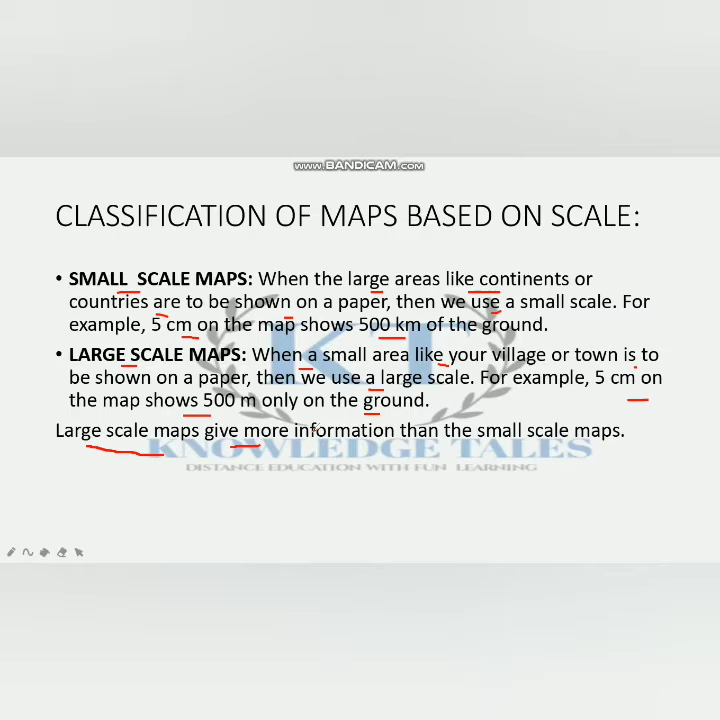 WWW.BANDICAM.COM
CLASSIFICATION OF MAPS BASED ON SCALE:
• SMALL SCALE MAPS: When the large areas like continents or
countries are to be shown on a paper, then we use a small scale. For
example, 5 cm on the map shows 500 km of the ground.
• LARGE SCALE MAPS: When a small area like your village or town is to
be shown on a paper, then we use a large scale. For example, 5 cm on
the map shows 500 m only on the ground.
Large scale maps give more information than the small scale maps.
KT
KNOWLEDGE TALES
DISTANCE EDUCATION WITH FUN LEARNING